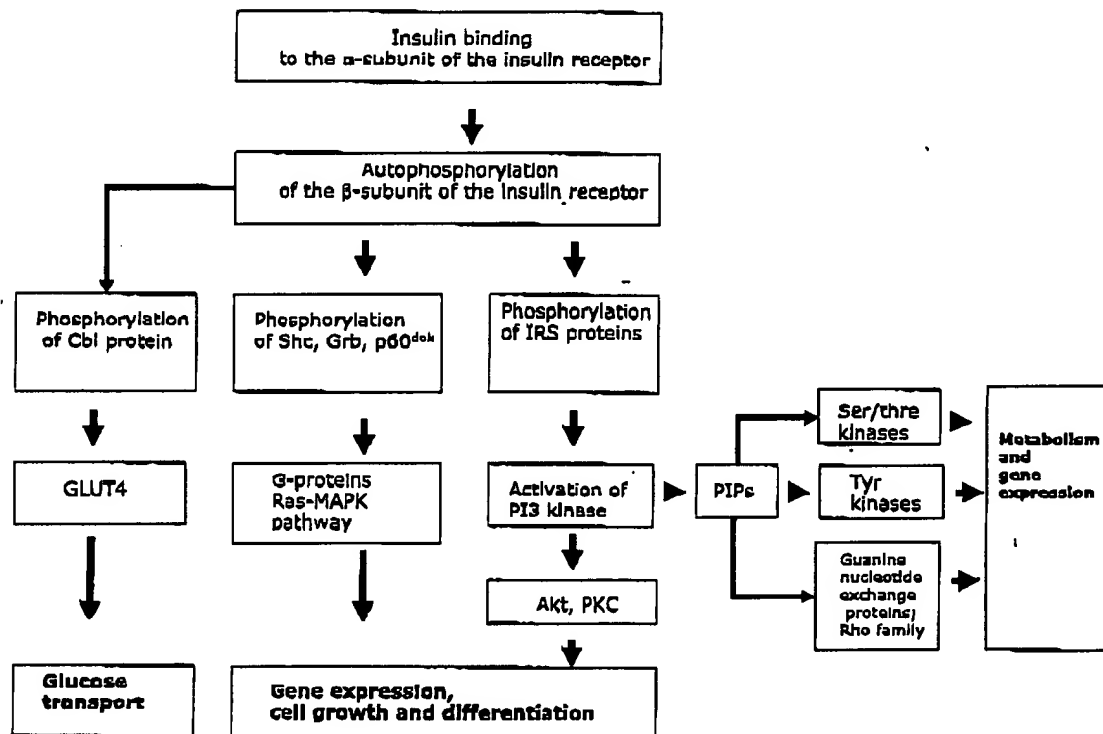 Insulin binding
to the α-subunit of the insulin receptor
Autophosphorylation
of the β-subunit of the insulin receptor
Phosphorylation
of Cbl protein
Phosphorylation
of Shc, Grb, p60dok
Phosphorylation
of IRS proteins
GLUT4
G-proteins
Ras-MAPK
pathway
Activation of
PI3 kinase
PIPs
Ser/thre
kinases
Tyr
kinases
Guanine
nucleotide
exchange
proteins;
Rho family
Metabolism
and
gene
expression
Akt, PKC
Glucose
transport
Gene expression,
cell growth and differentiation